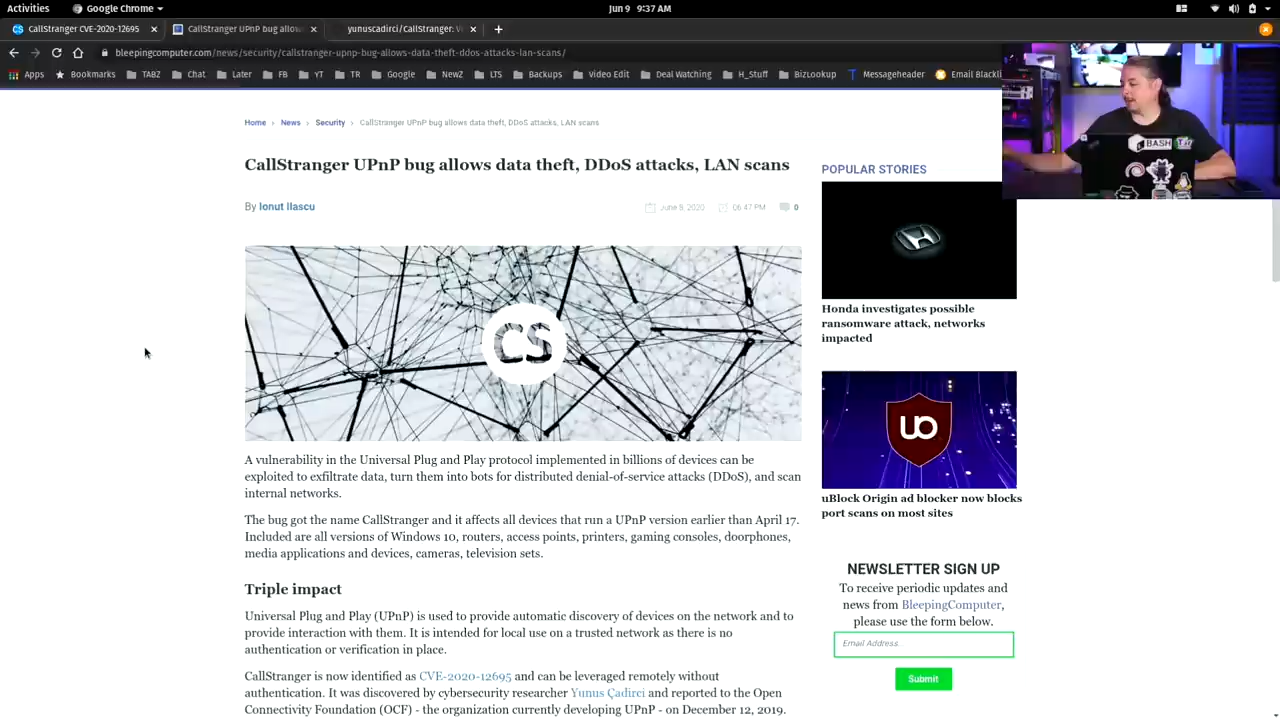 Activities
Google Chrome
Jun 9 9:37 AM
CallStranger CVE-2020-12695
CallStranger UPnP bug allows d
yunuscadirci/CallStranger: V
bleepingcomputer.com/news/security/callstranger-upnp-bug-allows-data-theft-ddos-attacks-lan-scans/
Apps
Bookmarks
TABZ
Chat
Later
FB
YT
TR
Google
NewZ
LTS
Backups
Video Edit
Deal Watching
H_Stuff
BizLookup
Messageheader
Email Blackli
Home > News > Security > CallStranger UPnP bug allows data theft, DDoS attacks, LAN scans
CallStranger UPnP bug allows data theft, DDoS attacks, LAN scans
By Ionut Ilascu
June 8, 2020
06:47 PM
0
CS
A vulnerability in the Universal Plug and Play protocol implemented in billions of devices can be
exploited to exfiltrate data, turn them into bots for distributed denial-of-service attacks (DDoS), and scan
internal networks.
The bug got the name CallStranger and it affects all devices that run a UPnP version earlier than April 17.
Included are all versions of Windows 10, routers, access points, printers, gaming consoles, doorphones,
media applications and devices, cameras, television sets.
Triple impact
Universal Plug and Play (UPnP) is used to provide automatic discovery of devices on the network and to
provide interaction with them. It is intended for local use on a trusted network as there is no
authentication or verification in place.
CallStranger is now identified as CVE-2020-12695 and can be leveraged remotely without
authentication. It was discovered by cybersecurity researcher Yunus Çadirci and reported to the Open
Connectivity Foundation (OCF) - the organization currently developing UPnP - on December 12, 2019.
POPULAR STORIES
Honda investigates possible
ransomware attack, networks
impacted
uO
uBlock Origin ad blocker now blocks
port scans on most sites
NEWSLETTER SIGN UP
To receive periodic updates and
news from BleepingComputer,
please use the form below.
Email Address...
Submit
BASH